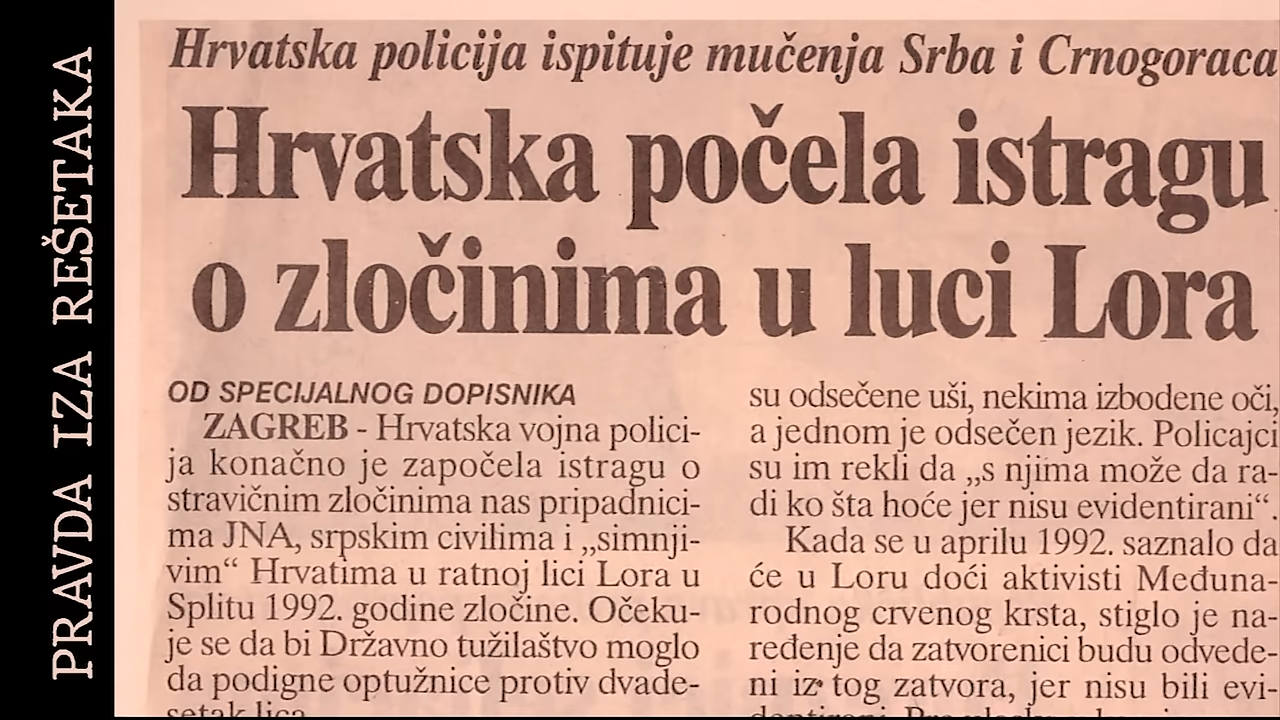 PRAVDA IZA REŠETAKA
Hrvatska policija ispituje mučenja Srba i Crnogoraca
Hrvatska počela istragu
o zločinima u luci Lora
OD SPECIJALNOG DOPISNIKA
ZAGREB - Hrvatska vojna polici-
ja konačno je započela istragu o
stravičnim zločinima nas pripadnici-
ma JNA, srpskim civilima i „simnji-
vim“ Hrvatima u ratnoj lici Lora u
Splitu 1992. godine zločine. Očeku-
je se da bi Državno tužilaštvo moglo
da podigne optužnice protiv dvade-
setak lica
su odsečene uši, nekima izbodene oči,
a jednom je odsečen jezik. Policajci
su im rekli da „s njima može da ra-
di ko šta hoće jer nisu evidentirani“.
Kada se u aprilu 1992. saznalo da
će u Loru doći aktivisti Međuna-
rodnog crvenog krsta, stiglo je na-
ređenje da zatvorenici budu odvede-
ni iz tog zatvora, jer nisu bili evi-